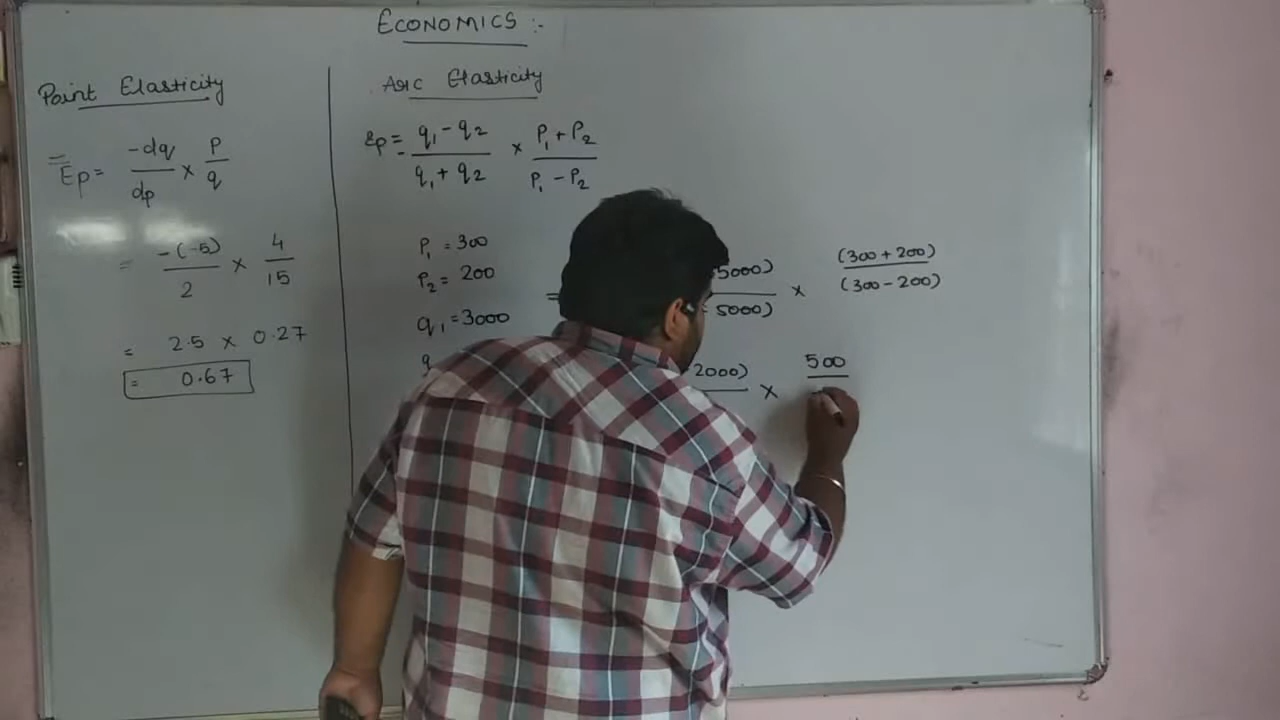 ECONOMICS :-
Point Elasticity
Ep = -dq/dp × P/q
= -(-5)/2 × 4/15
= 2.5 × 0.27
= 0.67
Arc Elasticity
Ep = - q₁ - q₂/q₁ + q₂ × P₁ + P₂/P₁ - P₂
P₁ = 300
P₂ = 200
q₁ = 3000
q
= 5000)/5000) × (300 + 200)/(300 - 200)
2000) × 500